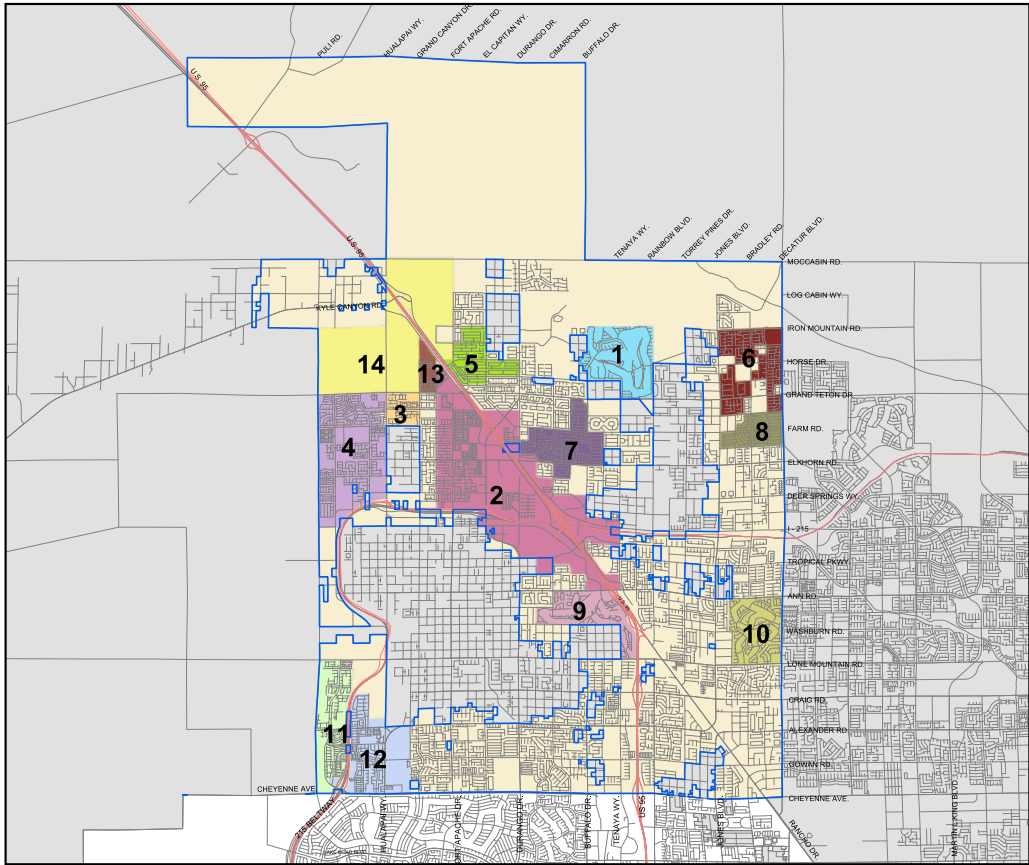 PULI RD.
HUALAPAI WY.
GRAND CANYON DR.
FORT APACHE RD.
EL CAPITAN WY.
DURANGO DR.
CIMARRON RD.
BUFFALO DR.
U.S. 95
U.S. 95
TENAYA WY.
RAINBOW BLVD.
TORREY PINES DR.
JONES BLVD.
BRADLEY RD.
DECATUR BLVD.
MOCCASIN RD.
LOG CABIN WY.
KYLE CANYON RD.
IRON MOUNTAIN RD.
14
13
5
1
6
HORSE DR.
GRAND TETON DR.
3
4
7
8
FARM RD.
ELKHORN RD.
2
DEER SPRINGS WY.
I - 215
TROPICAL PKWY.
ANN RD.
9
10
WASHBURN RD.
LONE MOUNTAIN RD.
CRAIG RD.
11
12
ALEXANDER RD.
GOWAN RD.
CHEYENNE AVE.
CHEYENNE AVE.
215 BELTWAY
HUALAPAI WY.
FORT APACHE DR.
DURANGO DR.
BUFFALO DR.
TENAYA WY.
US 95
JONES BLVD.
RANCHO DR.
MARTIN L KING BLVD.